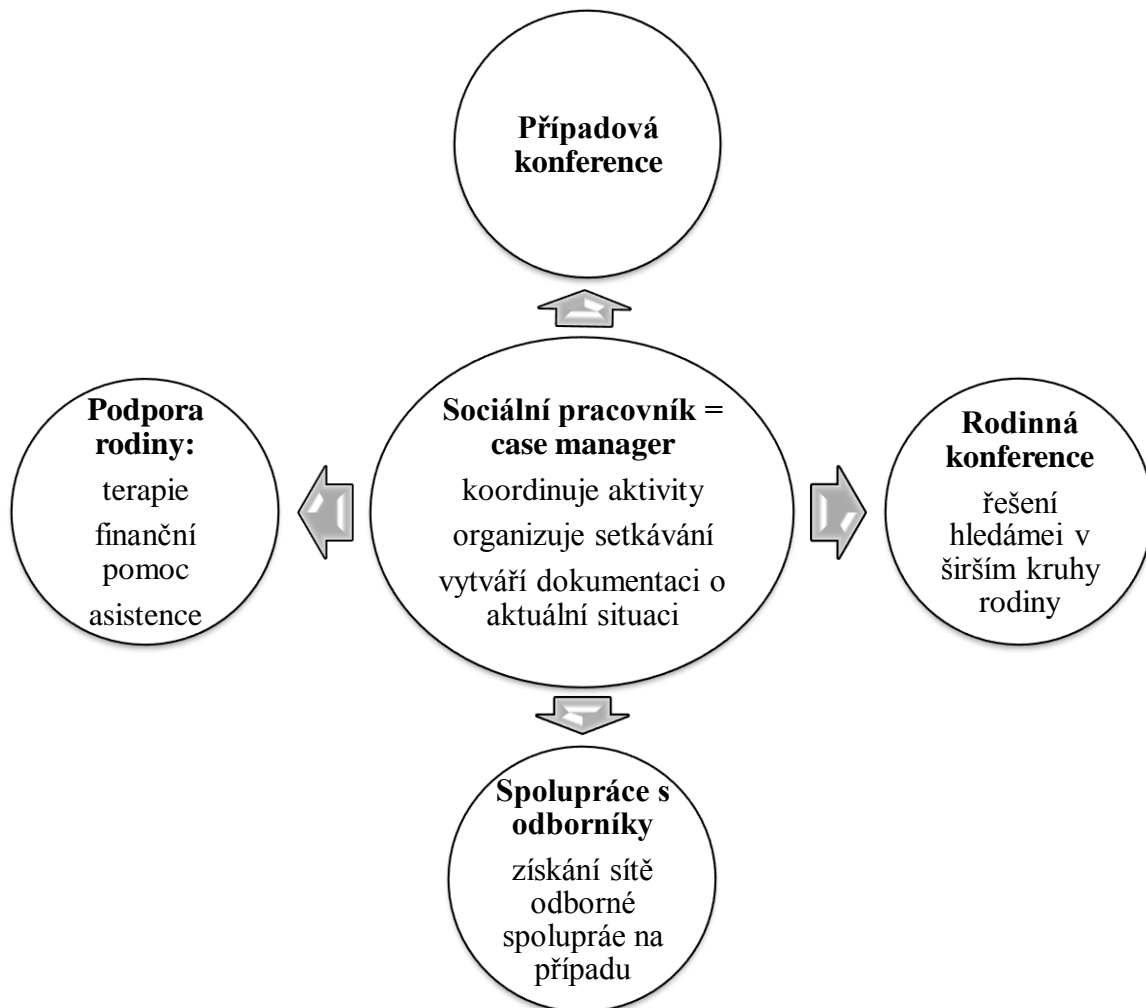 Případová
konference
Podpora
rodiny:
terapie
finanční
pomoc
asistence
Sociální pracovník =
case manager
koordinuje aktivity
organizuje setkávání
vytváří dokumentaci o
aktuální situaci
Rodinná
konference
řešení
hledámei v
širším kruhy
rodiny
Spolupráce s
odborníky
získání sítě
odborné
spolupráe na
případu